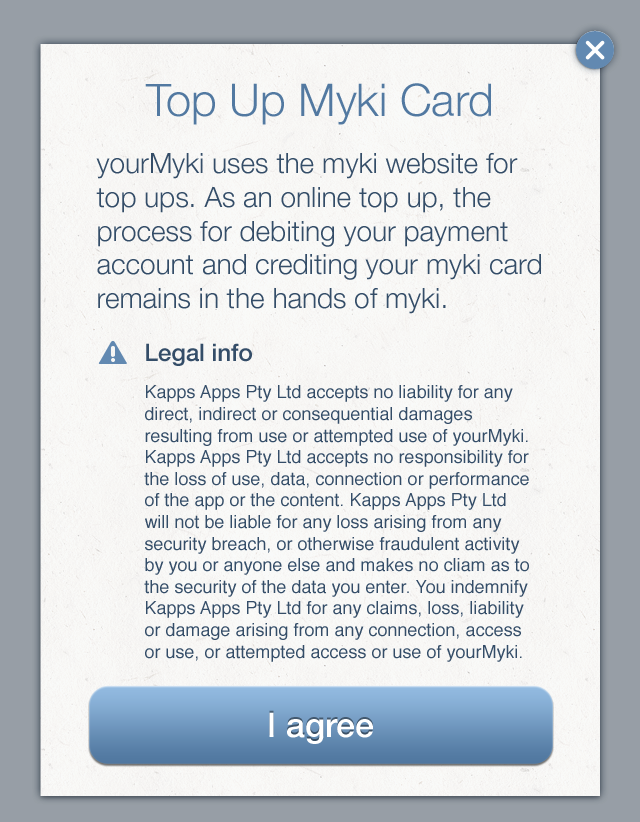 Top Up Myki Card
yourMyki uses the myki website for
top ups. As an online top up, the
process for debiting your payment
account and crediting your myki card
remains in the hands of myki.
Legal info
Kapps Apps Pty Ltd accepts no liability for any
direct, indirect or consequential damages
resulting from use or attempted use of yourMyki.
Kapps Apps Pty Ltd accepts no responsibility for
the loss of use, data, connection or performance
of the app or the content. Kapps Apps Pty Ltd
will not be liable for any loss arising from any
security breach, or otherwise fraudulent activity
by you or anyone else and makes no cliam as to
the security of the data you enter. You indemnify
Kapps Apps Pty Ltd for any claims, loss, liability
or damage arising from any connection, access
or use, or attempted access or use of yourMyki.
I agree